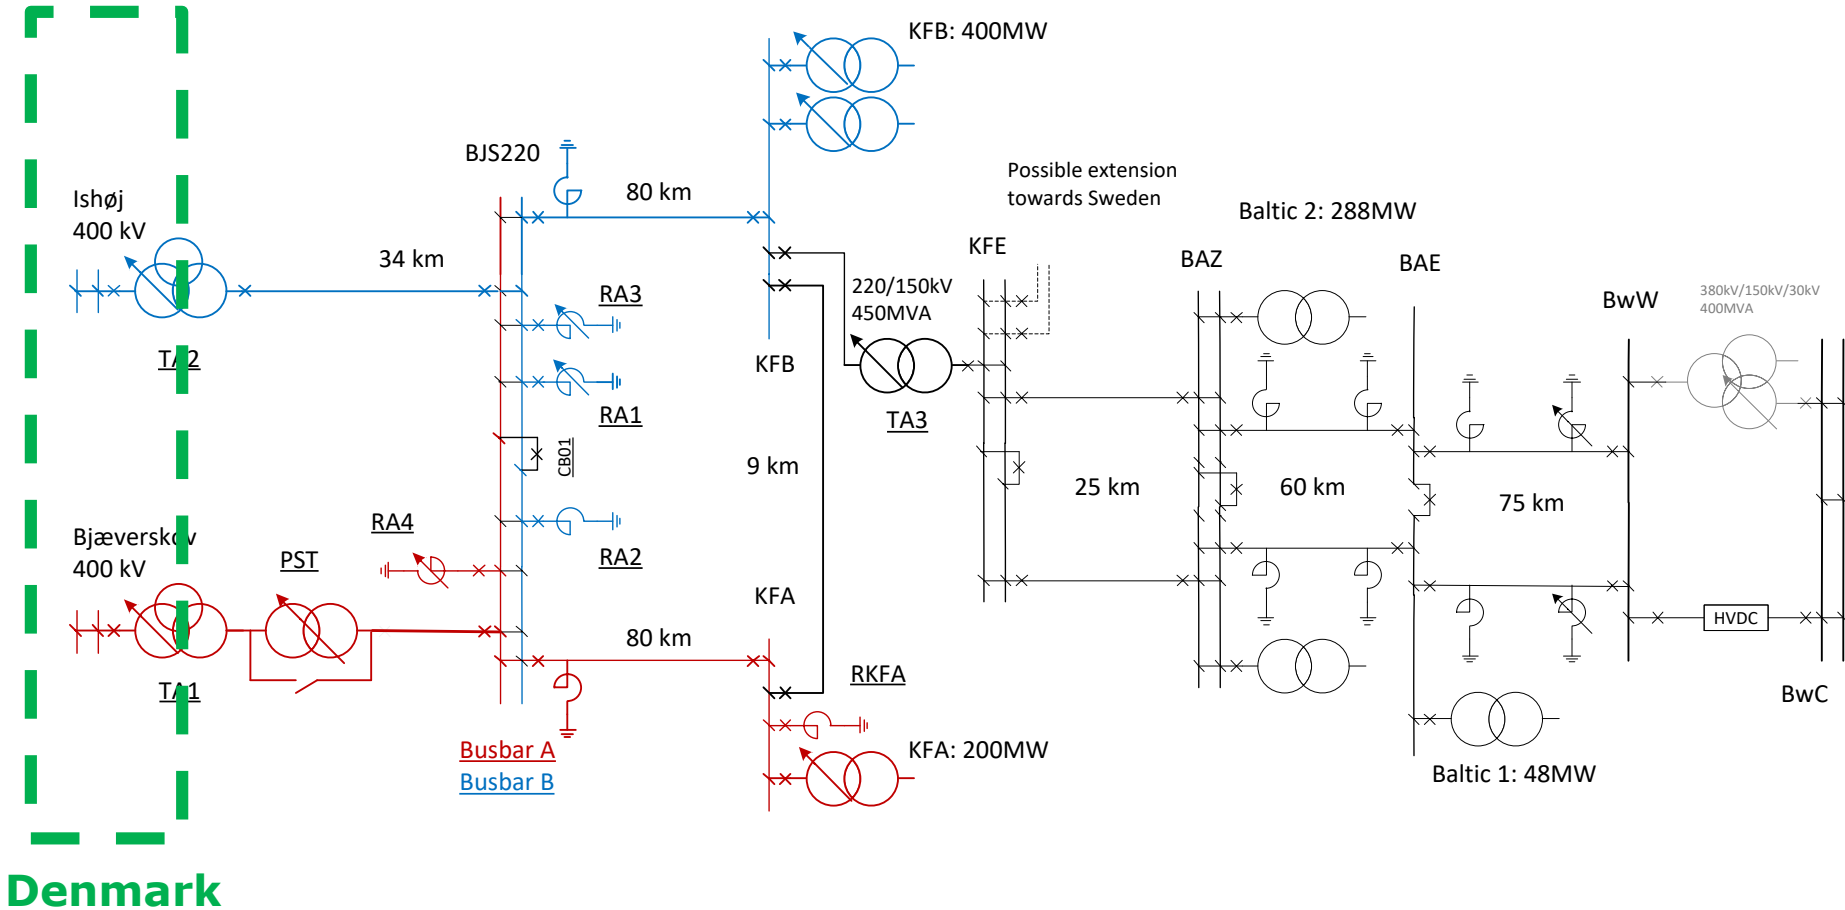 KFB: 400MW
BJS220
80 km
Possible extension
towards Sweden
Ishøj
400 kV
Baltic 2: 288MW
34 km
KFE
BAZ
BAE
220/150kV
450MVA
RA3
BwW
380kV/150kV/30kV
400MVA
TA2
KFB
RA1
TA3
CB01
9 km
25 km
60 km
75 km
RA4
Bjæverskov
400 kV
PST
RA2
KFA
80 km
HVDC
TA1
RKFA
BwC
Busbar A
Busbar B
KFA: 200MW
Baltic 1: 48MW
Denmark